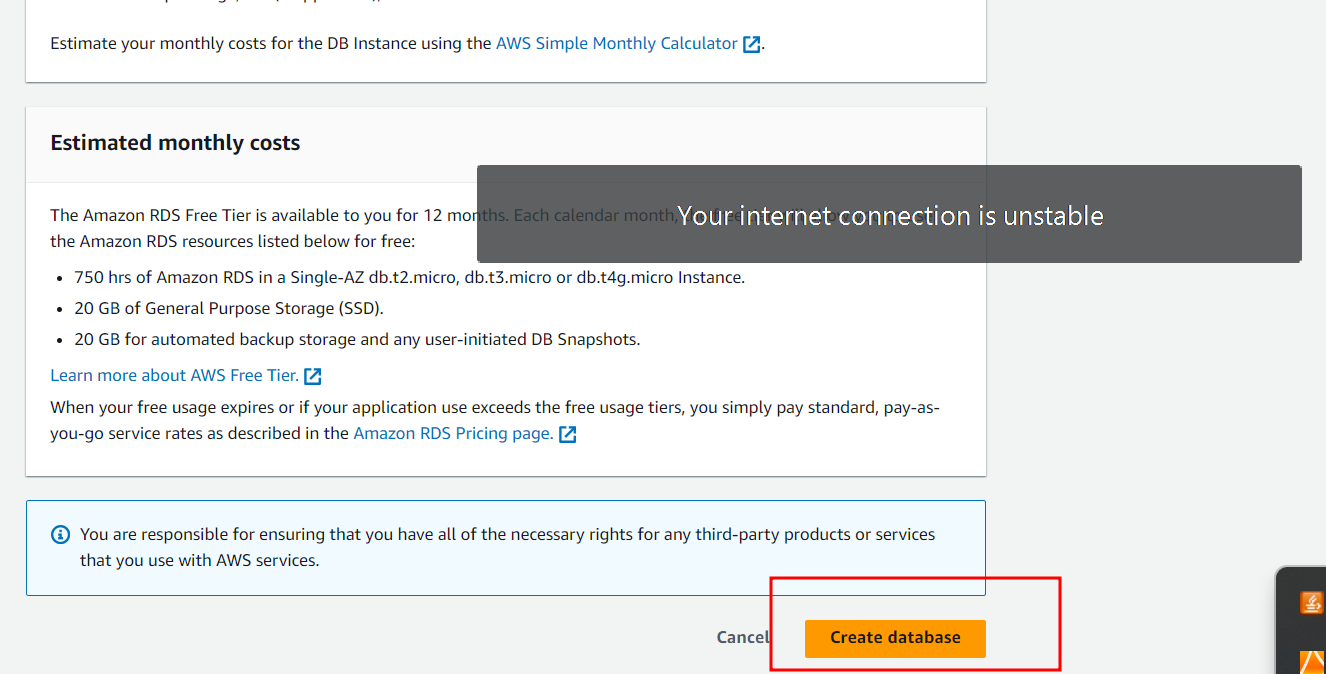 Estimate your monthly costs for the DB Instance using the AWS Simple Monthly Calculator.
Estimated monthly costs
The Amazon RDS Free Tier is available to you for 12 months. Each calendar month,
Your internet connection is unstable
the Amazon RDS resources listed below for free:
• 750 hrs of Amazon RDS in a Single-AZ db.t2.micro, db.t3.micro or db.t4g.micro Instance.
• 20 GB of General Purpose Storage (SSD).
• 20 GB for automated backup storage and any user-initiated DB Snapshots.
Learn more about AWS Free Tier.
When your free usage expires or if your application use exceeds the free usage tiers, you simply pay standard, pay-as-
you-go service rates as described in the Amazon RDS Pricing page.
You are responsible for ensuring that you have all of the necessary rights for any third-party products or services
that you use with AWS services.
Cancel
Create database